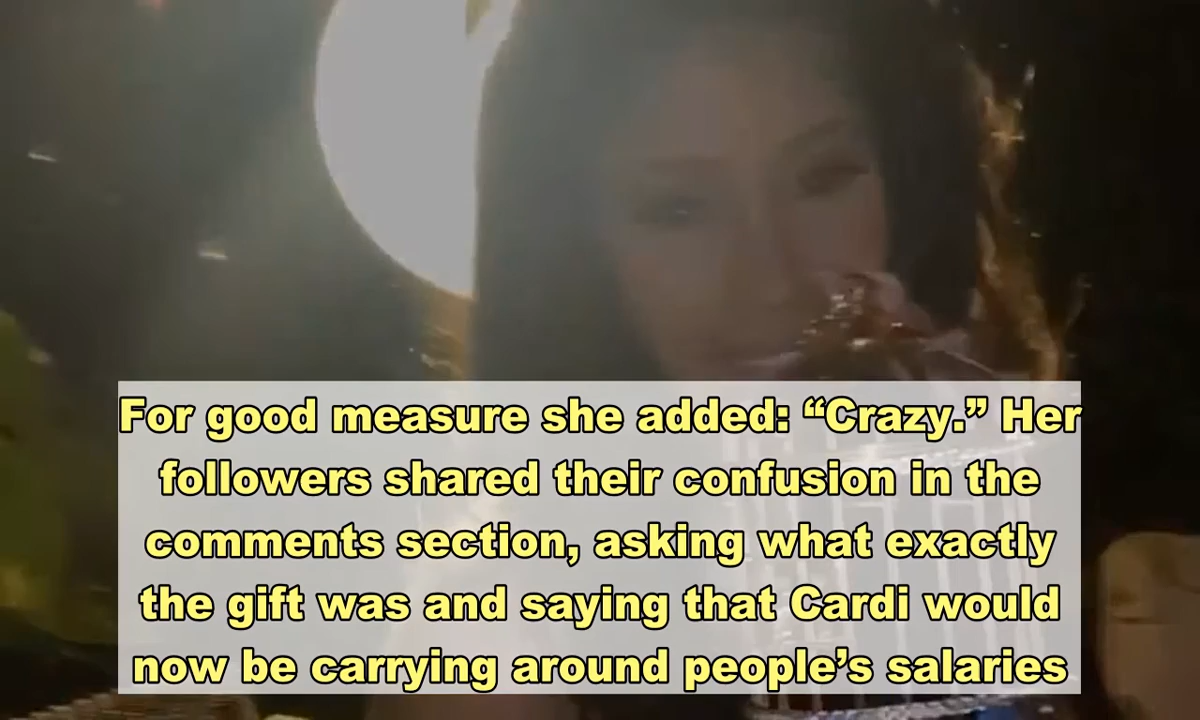 For good measure she added: “Crazy.” Her
followers shared their confusion in the
comments section, asking what exactly
the gift was and saying that Cardi would
now be carrying around people’s salaries